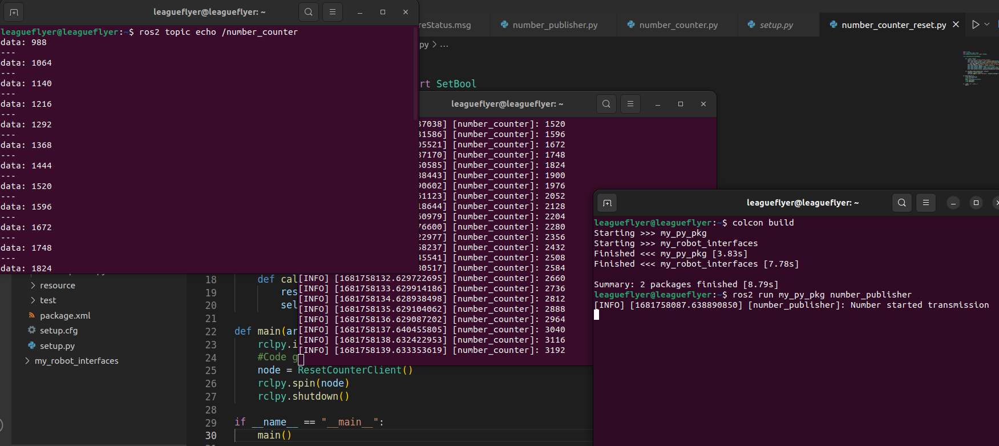 leagueflyer@leagueflyer: ~
leagueflyer@leagueflyer:~$ ros2 topic echo /number_counter
data: 988
---
data: 1064
---
data: 1140
---
data: 1216
---
data: 1292
---
data: 1368
---
data: 1444
---
data: 1520
---
data: 1596
---
data: 1672
---
data: 1748
---
data: 1824
reStatus.msg
number_publisher.py
number_counter.py
setup.py
number_counter_reset.py
py > ...
rt SetBool
leagueflyer@leagueflyer: ~
37038] [number_counter]: 1520
31586] [number_counter]: 1596
05521] [number_counter]: 1672
37170] [number_counter]: 1748
50585] [number_counter]: 1824
38443] [number_counter]: 1900
90602] [number_counter]: 1976
51123] [number_counter]: 2052
18644] [number_counter]: 2128
50979] [number_counter]: 2204
76600] [number_counter]: 2280
22977] [number_counter]: 2356
58237] [number_counter]: 2432
45541] [number_counter]: 2508
30517] [number_counter]: 2584
[INFO] [1681758132.629722695] [number_counter]: 2660
[INFO] [1681758133.629914186] [number_counter]: 2736
[INFO] [1681758134.628938498] [number_counter]: 2812
[INFO] [1681758135.629104062] [number_counter]: 2888
[INFO] [1681758136.629087202] [number_counter]: 2964
[INFO] [1681758137.640455805] [number_counter]: 3040
[INFO] [1681758138.632422953] [number_counter]: 3116
[INFO] [1681758139.633353619] [number_counter]: 3192
leagueflyer@leagueflyer: ~
leagueflyer@leagueflyer:~$ colcon build
Starting >>> my_py_pkg
Starting >>> my_robot_interfaces
Finished <<< my_py_pkg [3.83s]
Finished <<< my_robot_interfaces [7.78s]
Summary: 2 packages finished [8.79s]
leagueflyer@leagueflyer:~$ ros2 run my_py_pkg number_publisher
[INFO] [1681758087.638890850] [number_publisher]: Number started transmission
resource
test
package.xml
setup.cfg
setup.py
my_robot_interfaces
18 def cal
19 res
20 sel
21
22 def main(ar
23 rclpy.i
24 #Code g
25 node = ResetCounterClient()
26 rclpy.spin(node)
27 rclpy.shutdown()
28
29 if __name__ == "__main__":
30 main()